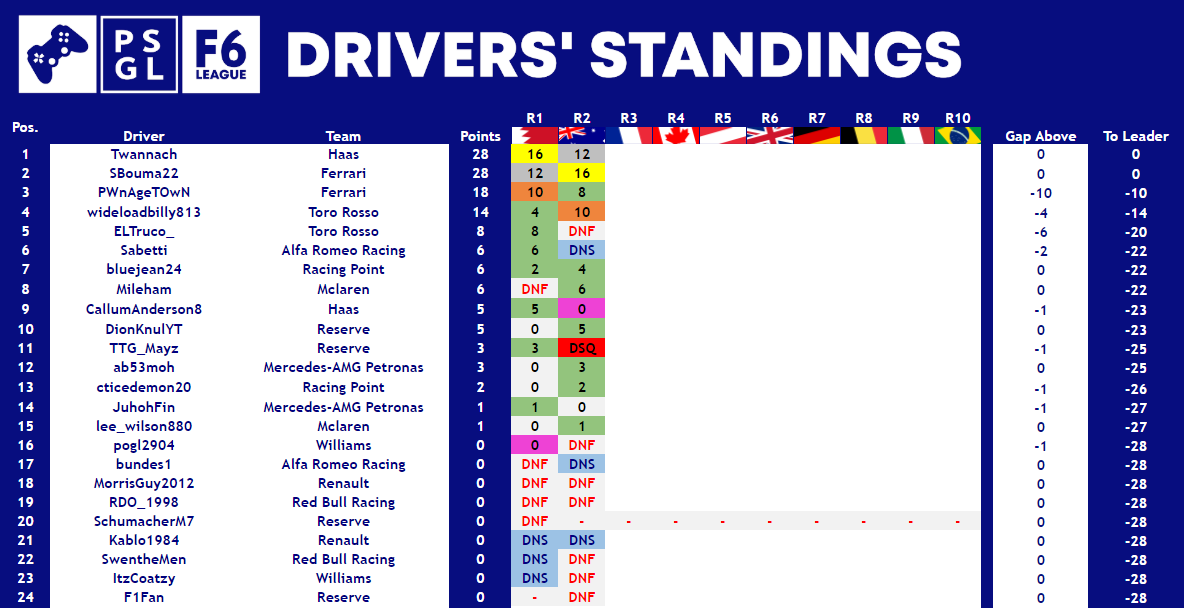 PS
GL
F6
LEAGUE
DRIVERS' STANDINGS
Pos. Driver Team Points R1 R2 R3 R4 R5 R6 R7 R8 R9 R10 Gap Above To Leader
1 Twannach Haas 28 16 12 0 0
2 SBouma22 Ferrari 28 12 16 0 0
3 PWnAgeTOwN Ferrari 18 10 8 -10 -10
4 wideloadbilly813 Toro Rosso 14 4 10 -4 -14
5 ELTruco_ Toro Rosso 8 8 DNF -6 -20
6 Sabetti Alfa Romeo Racing 6 6 DNS -2 -22
7 bluejean24 Racing Point 6 2 4 0 -22
8 Mileham Mclaren 6 DNF 6 0 -22
9 CallumAnderson8 Haas 5 5 0 -1 -23
10 DionKnulYT Reserve 5 0 5 0 -23
11 TTG_Mayz Reserve 3 3 DSQ -1 -25
12 ab53moh Mercedes-AMG Petronas 3 0 3 0 -25
13 cticedemon20 Racing Point 2 0 2 -1 -26
14 JuhohFin Mercedes-AMG Petronas 1 1 0 -1 -27
15 lee_wilson880 Mclaren 1 0 1 0 -27
16 pogl2904 Williams 0 0 DNF -1 -28
17 bundes1 Alfa Romeo Racing 0 DNF DNS 0 -28
18 MorrisGuy2012 Renault 0 DNF DNF 0 -28
19 RDO_1998 Red Bull Racing 0 DNF DNF 0 -28
20 SchumacherM7 Reserve 0 DNF - - - - - - - - - 0 -28
21 Kablo1984 Renault 0 DNS DNS 0 -28
22 SwentheMen Red Bull Racing 0 DNS DNF 0 -28
23 ItzCoatzy Williams 0 DNS DNF 0 -28
24 F1Fan Reserve 0 - DNF 0 -28